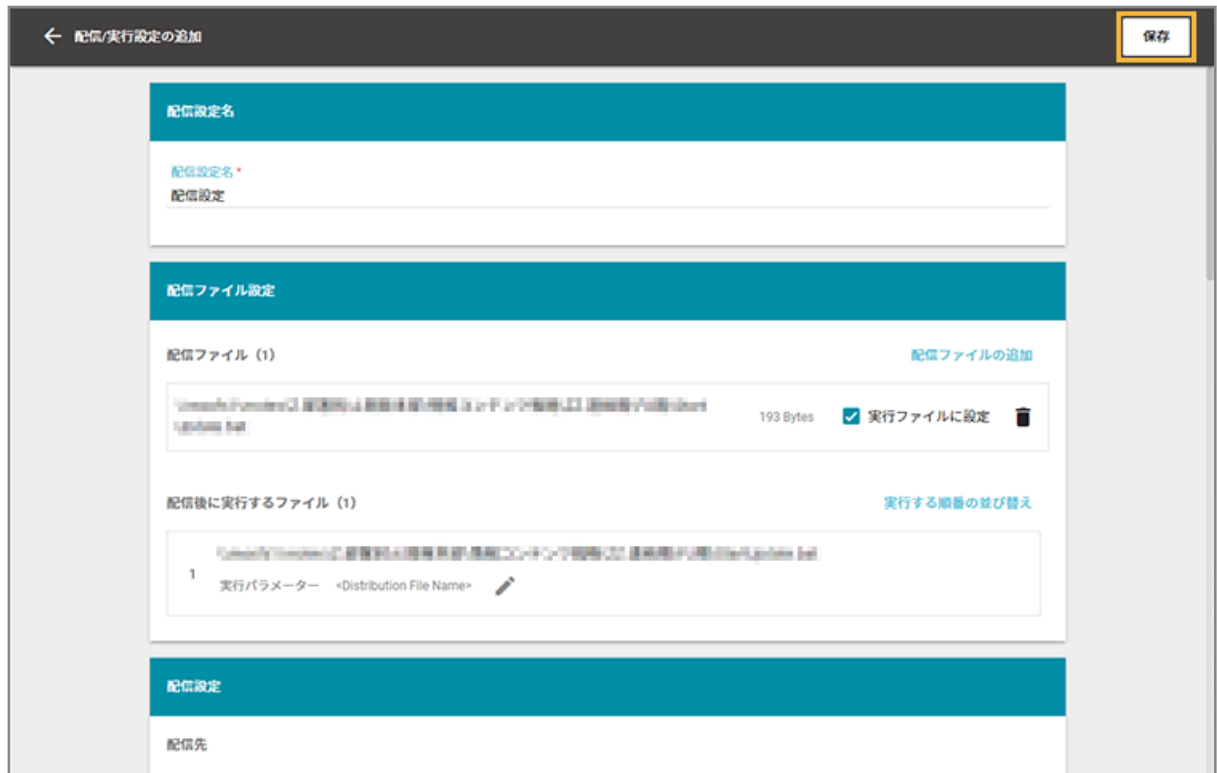 配信/実行設定の追加
保存
配信設定名
配信設定名 *
配信設定
配信ファイル設定
配信ファイル（1） 配信ファイルの追加
193 Bytes 実行ファイルに設定
配信後に実行するファイル（1） 実行する順番の並び替え
1
実行パラメーター <Distribution File Name>
配信設定
配信先